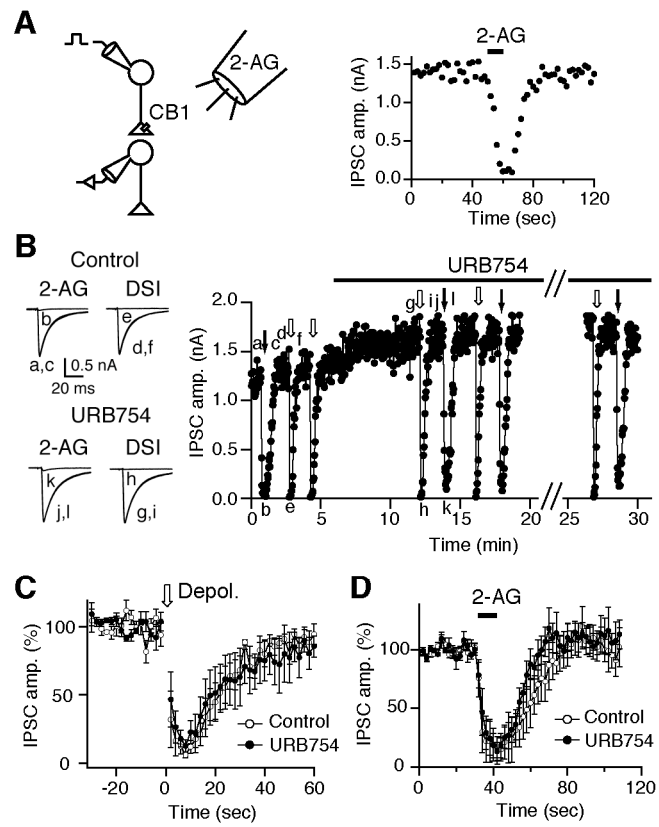 A
2-AG
CB1
2-AG
IPSC amp. (nA)
1.5
1.0
0.5
0.0
0 40 80 120
Time (sec)
B
Control
2-AG DSI
b e
a,c d,f
0.5 nA
20 ms
URB754
2-AG DSI
k h
j,l g,i
URB754
IPSC amp. (nA)
2.0
1.5
1.0
0.5
0.0
a c d f g i j l
b e h k
0 5 10 15 20 25 30
Time (min)
C
Depol.
IPSC amp. (%)
100
50
0
Control
URB754
-20 0 20 40 60
Time (sec)
D
2-AG
IPSC amp. (%)
100
50
0
Control
URB754
0 40 80 120
Time (sec)